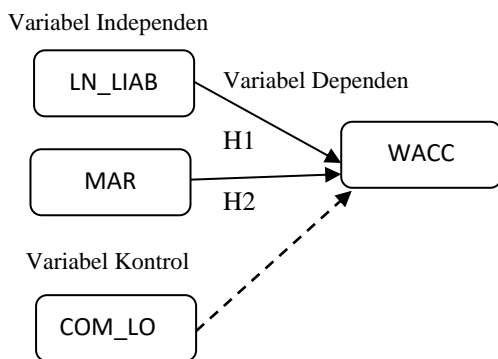 Variabel Independen
LN_LIAB
Variabel Dependen
H1
WACC
MAR
H2
Variabel Kontrol
COM_LO